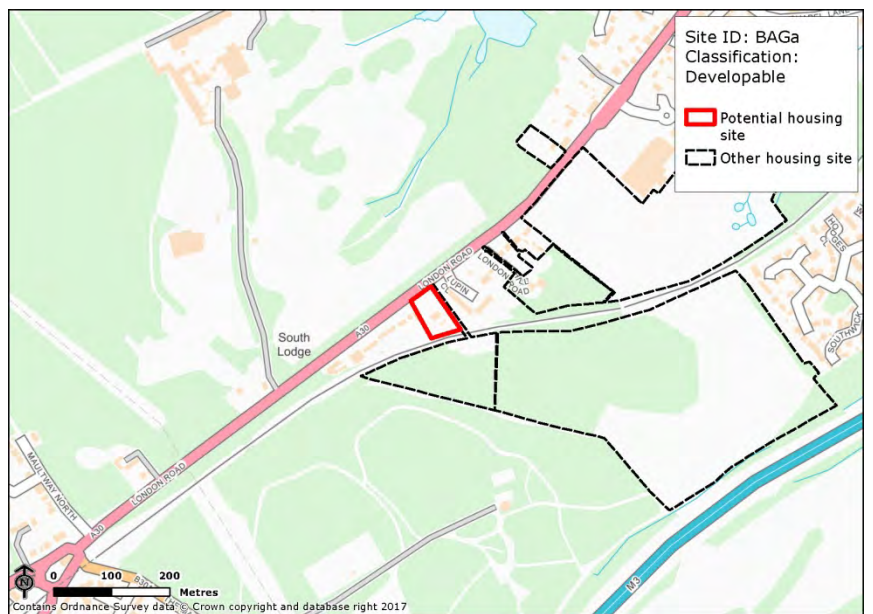 Site ID: BAGa
Classification:
Developable
Potential housing
site
Other housing site
LONDON ROAD
LUPIN
LONDON
ROAD
A30
South
Lodge
SOUTHWICK
MAULTWAY NORTH
LONDON ROAD
A30
M3
N
0 100 200
Metres
Contains Ordnance Survey data © Crown copyright and database right 2017